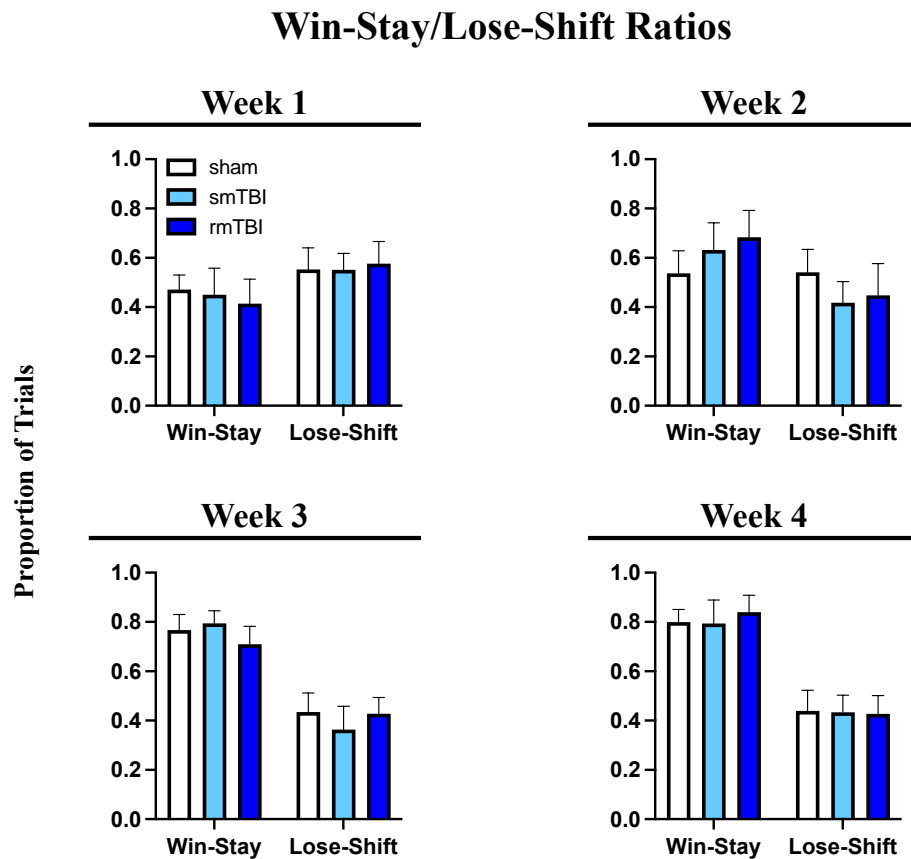 Win-Stay/Lose-Shift Ratios
Week 1
1.0
0.8
0.6
0.4
0.2
0.0
sham
smTBI
rmTBI
Win-Stay Lose-Shift
Week 2
1.0
0.8
0.6
0.4
0.2
0.0
Win-Stay Lose-Shift
Proportion of Trials
Week 3
1.0
0.8
0.6
0.4
0.2
0.0
Win-Stay Lose-Shift
Week 4
1.0
0.8
0.6
0.4
0.2
0.0
Win-Stay Lose-Shift